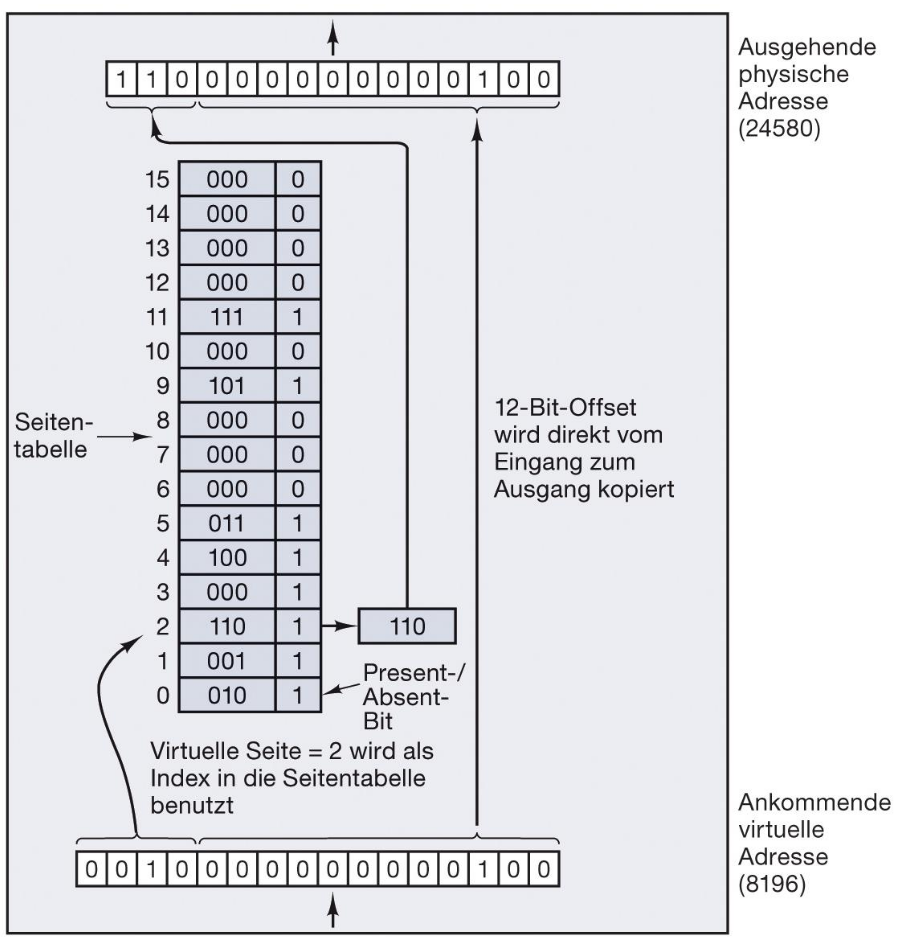 Ausgehende
physische
Adresse
(24580)
1 1 0 0 0 0 0 0 0 0 0 0 1 0 0
15 000 0
14 000 0
13 000 0
12 000 0
11 111 1
10 000 0
9 101 1
8 000 0
7 000 0
6 000 0
5 011 1
4 100 1
3 000 1
2 110 1 110
1 001 1
0 010 1
Seiten-
tabelle
12-Bit-Offset
wird direkt vom
Eingang zum
Ausgang kopiert
Present-/
Absent-
Bit
Virtuelle Seite = 2 wird als
Index in die Seitentabelle
benutzt
0 0 1 0 0 0 0 0 0 0 0 0 0 1 0 0
Ankommende
virtuelle
Adresse
(8196)